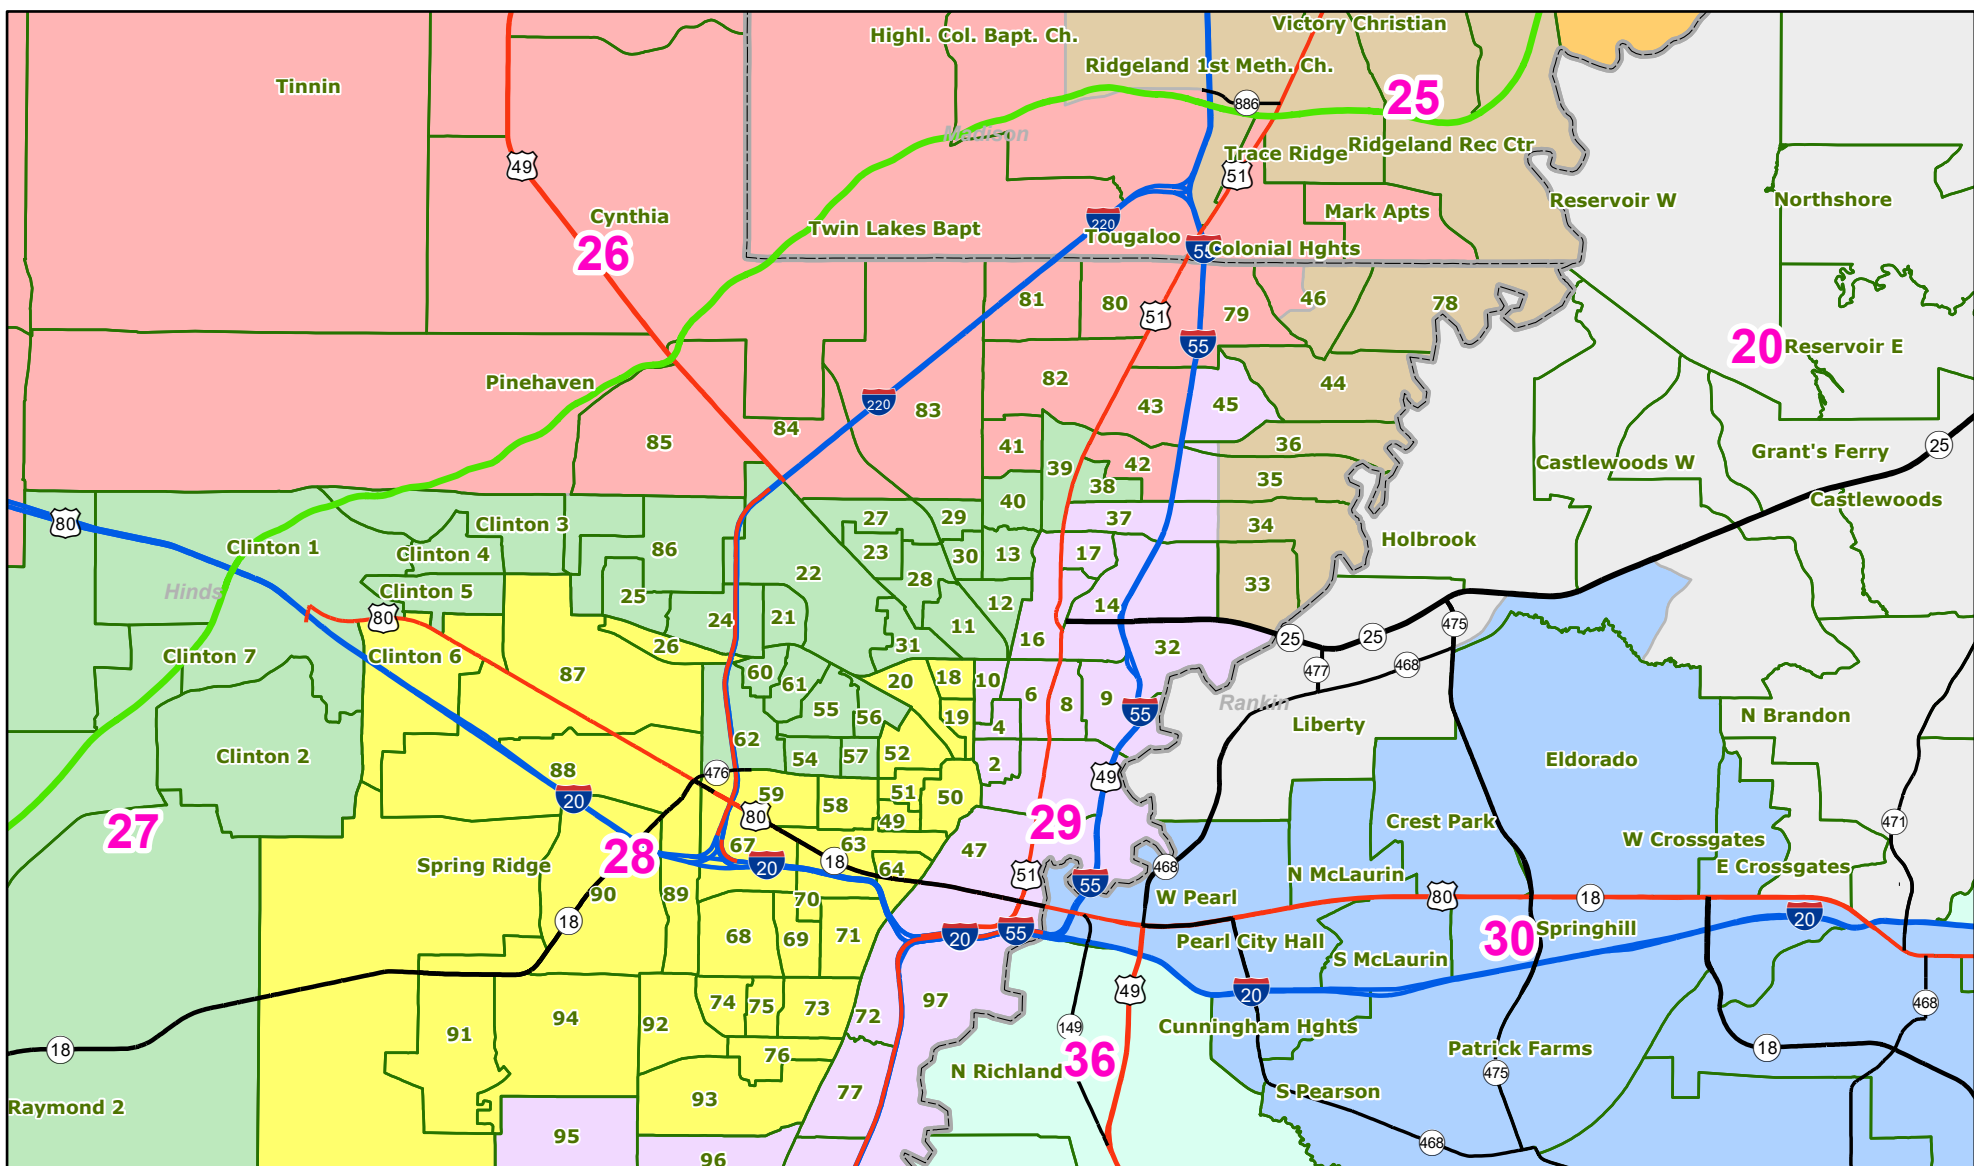 Victory Christian
Highl. Col. Bapt. Ch.
Ridgeland 1st Meth. Ch.
Tinnin
25
886
Madison
49
Trace Ridge
Ridgeland Rec Ctr
51
Reservoir W
Northshore
Cynthia
Mark Apts
220
Twin Lakes Bapt
Tougaloo
55
Colonial Hghts
26
81
80
46
78
79
51
55
20
Reservoir E
Pinehaven
82
44
220
83
43
45
85
84
41
36
39
42
Castlewoods W
Grant's Ferry
25
35
38
40
Castlewoods
80
Clinton 3
27
29
37
34
Holbrook
Clinton 1
Clinton 4
86
23
30
13
17
22
28
33
Hinds
Clinton 5
25
12
14
80
24
21
11
475
25
25
16
32
31
26
Clinton 7
Clinton 6
477
468
87
60
61
20
18
10
6
8
9
Rankin
55
56
19
4
55
Liberty
N Brandon
62
Clinton 2
54
57
52
2
49
Eldorado
88
476
20
59
58
51
50
80
49
29
Crest Park
471
27
W Crossgates
28
67
63
47
Spring Ridge
20
18
64
51
55
468
N McLaurin
E Crossgates
90
89
70
W Pearl
80
18
18
68
69
71
20
55
Pearl City Hall
30
Springhill
20
S McLaurin
74
75
73
97
49
20
468
94
92
72
91
149
Cunningham Hghts
18
76
36
Patrick Farms
18
N Richland
475
93
77
S Pearson
Raymond 2
95
468
96